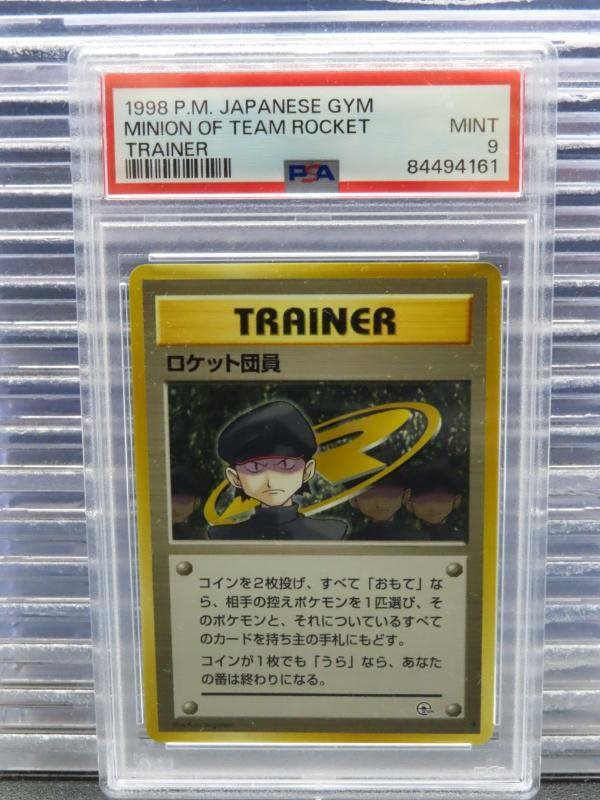 1998 P.M. JAPANESE GYM
MINION OF TEAM ROCKET
TRAINER
MINT
9
84494161
PSA
TRAINER
ロケット団員
R
コインを2枚投げ、すべて「おもて」な
ら、相手の控えポケモンを1匹選び、そ
のポケモンと、それについているすべて
のカードを持ち主の手札にもどす。
コインが1枚でも「うら」なら、あなた
の番は終わりになる。
Illus. Ken Sugimori